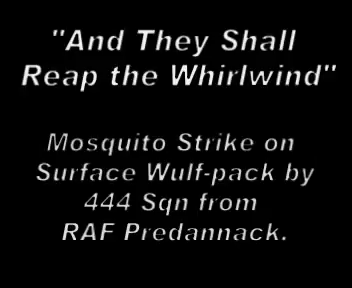 "And They Shall
Reap the Whirlwind"
Mosquito Strike on
Surface Wulf-pack by
444 Sqn from
RAF Predannack.